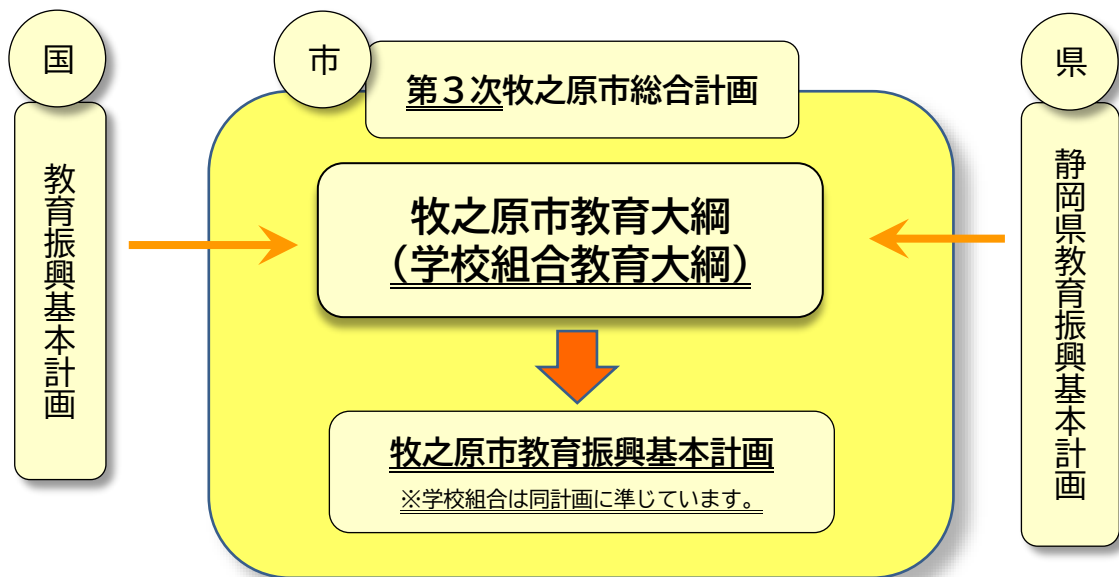 国
教育振興基本計画
市
第３次牧之原市総合計画
牧之原市教育大綱
（学校組合教育大綱）
牧之原市教育振興基本計画
※学校組合は同計画に準じています。
県
静岡県教育振興基本計画